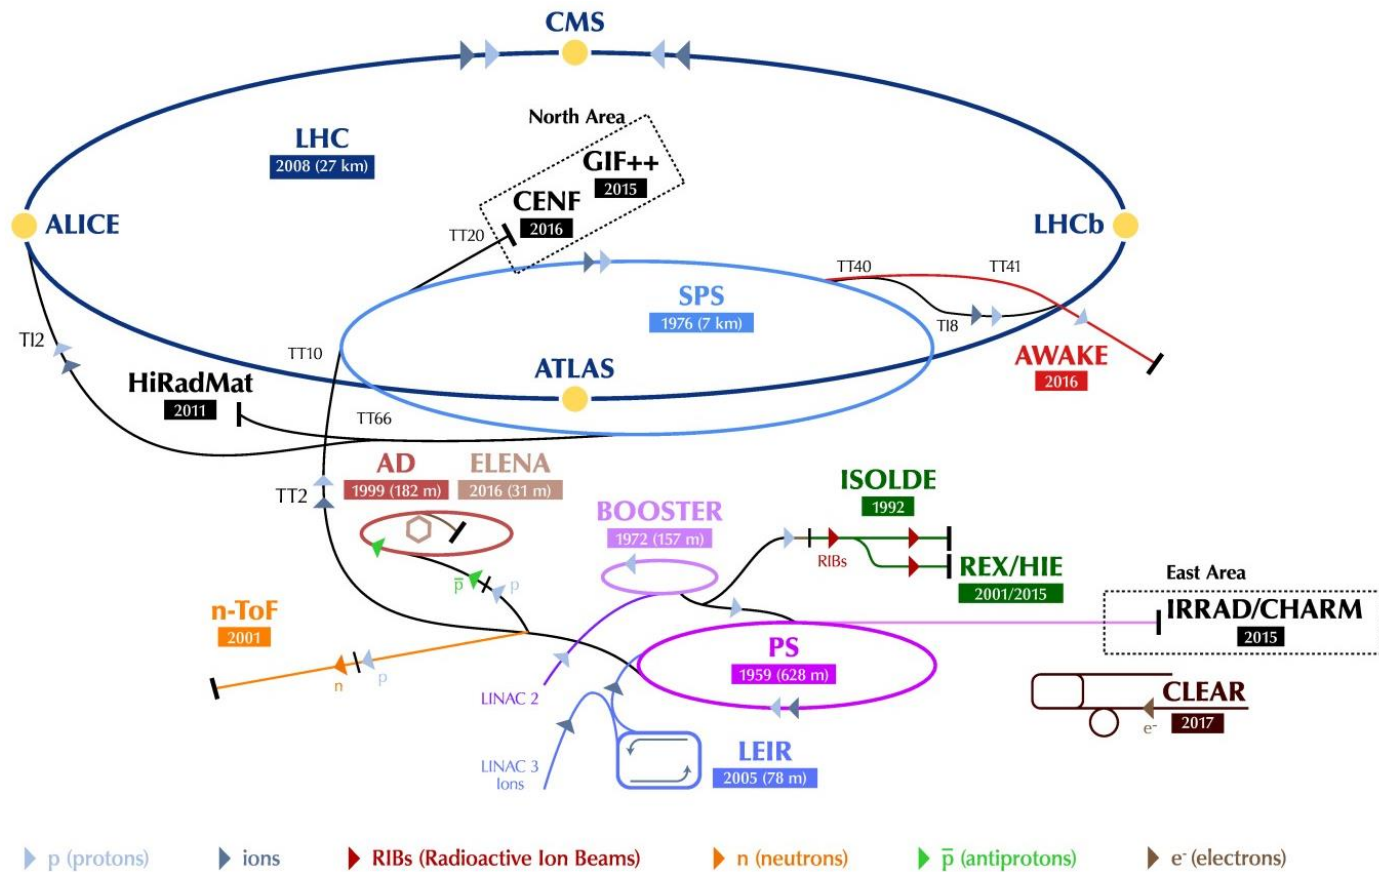 CMS
North Area
LHC
2008 (27 km)
GIF++
2015
CENF
2016
ALICE
LHCb
TT20
TT40
TT41
SPS
1976 (7 km)
TI8
TI2
TT10
ATLAS
AWAKE
2016
HiRadMat
2011
TT66
AD
1999 (182 m)
ELENA
2016 (31 m)
TT2
ISOLDE
1992
BOOSTER
1972 (157 m)
RIBs
REX/HIE
2001/2015
East Area
p̅
p
n-ToF
2001
IRRAD/CHARM
2015
PS
1959 (628 m)
n
p
LINAC 2
CLEAR
2017
e-
LEIR
2005 (78 m)
LINAC 3
Ions
p (protons)
ions
RIBs (Radioactive Ion Beams)
n (neutrons)
p̅ (antiprotons)
e- (electrons)